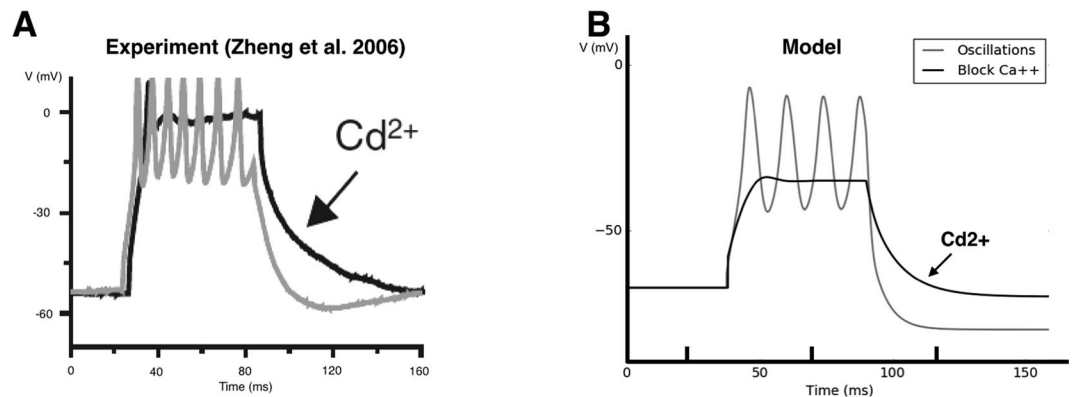 A
Experiment (Zheng et al. 2006)
V (mV)
0
-30
-60
Cd2+
0
40
80
120
160
Time (ms)
B
V (mV)
Model
Oscillations
Block Ca++
0
−50
Cd2+
0
50
100
150
Time (ms)